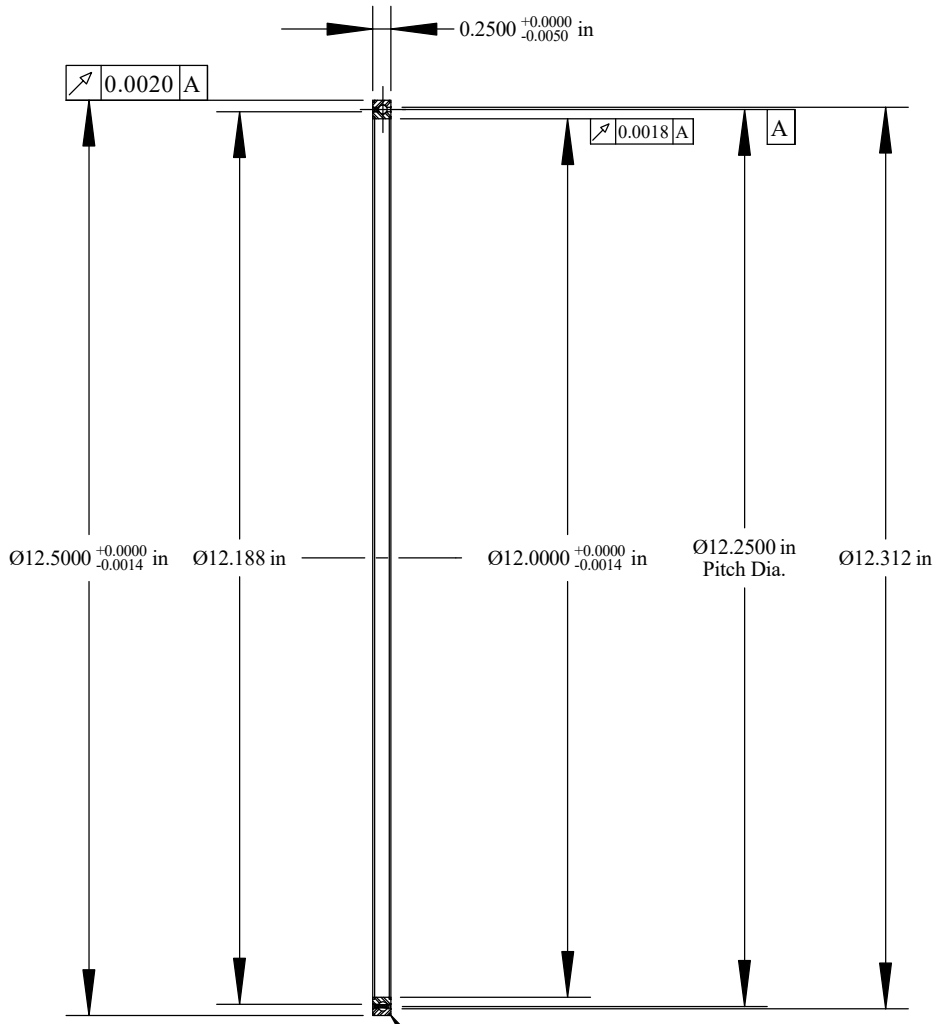 0.2500 +0.0000 -0.0050 in
0.0020 A
0.0018 A
A
Ø12.5000 +0.0000 -0.0014 in
Ø12.188 in
Ø12.0000 +0.0000 -0.0014 in
Ø12.2500 in
Pitch Dia.
Ø12.312 in